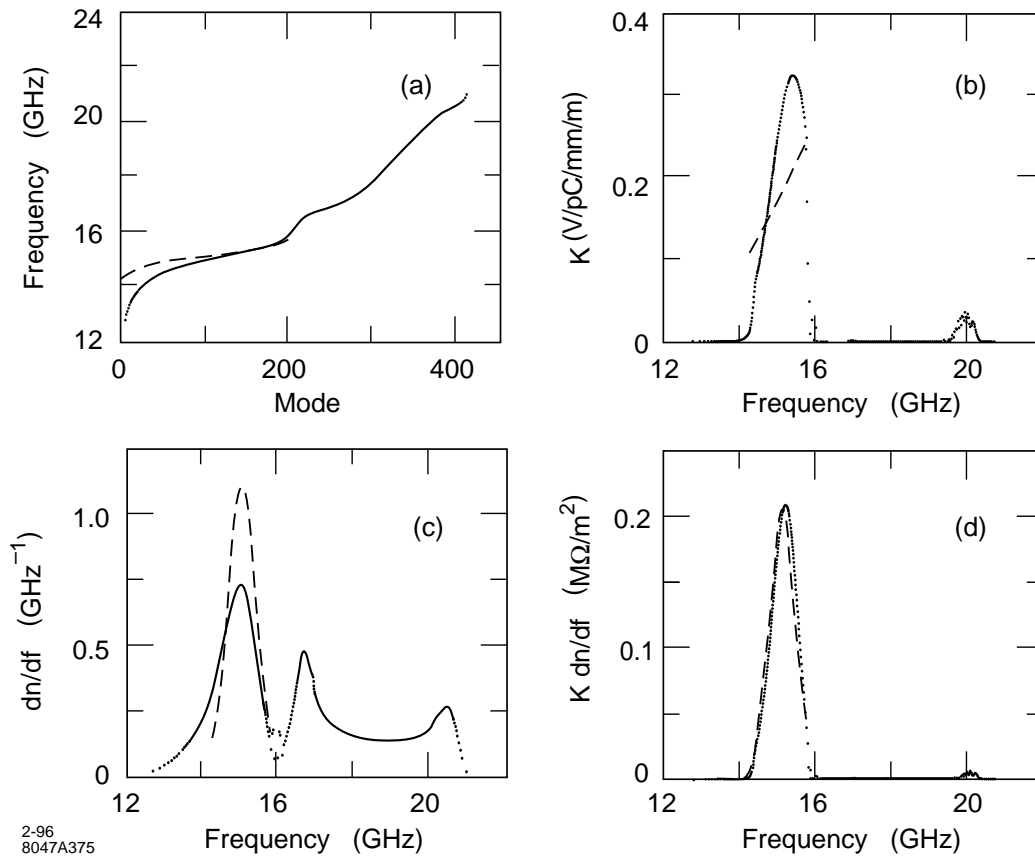 24
20
16
12
Frequency (GHz)
(a)
0
200
400
Mode
0.4
0.2
0
K (V/pC/mm/m)
(b)
12
16
20
Frequency (GHz)
1.0
0.5
0
dn/df (GHz⁻¹)
(c)
12
16
20
Frequency (GHz)
0.2
0.1
0
K dn/df (MΩ/m²)
(d)
12
16
20
Frequency (GHz)
2-96
8047A375